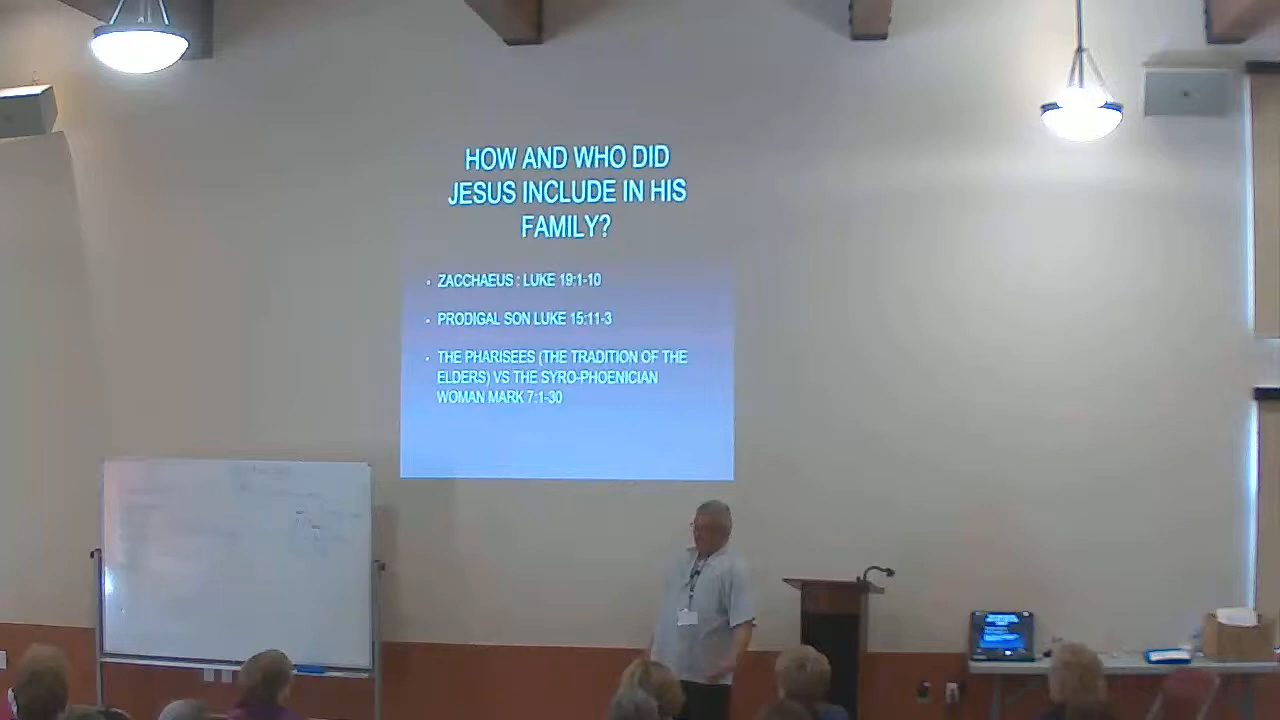 HOW AND WHO DID
JESUS INCLUDE IN HIS
FAMILY?
• ZACCHAEUS : LUKE 19:1-10
• PRODIGAL SON LUKE 15:11-3
• THE PHARISEES (THE TRADITION OF THE
ELDERS) VS THE SYRO-PHOENICIAN
WOMAN MARK 7:1-30